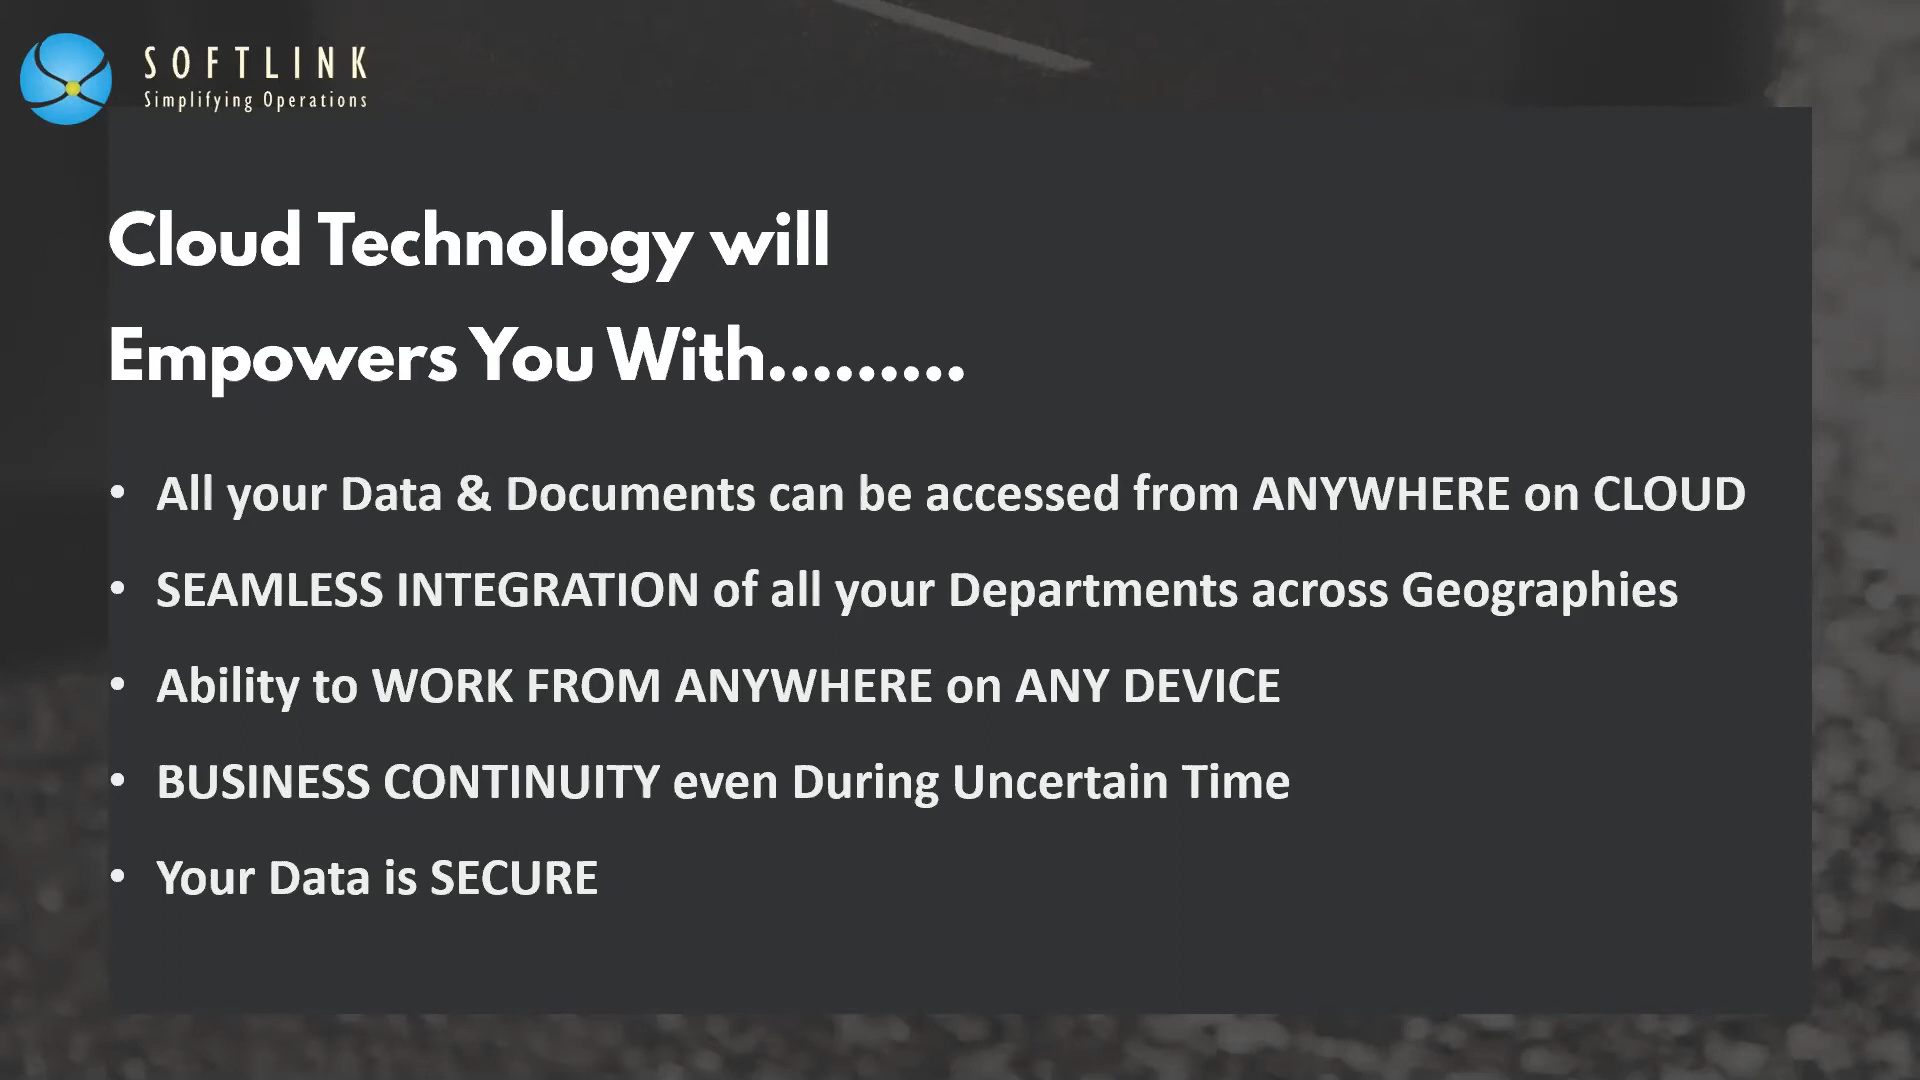 SOFTLINK
Simplifying Operations
Cloud Technology will
Empowers You With.........
• All your Data & Documents can be accessed from ANYWHERE on CLOUD
• SEAMLESS INTEGRATION of all your Departments across Geographies
• Ability to WORK FROM ANYWHERE on ANY DEVICE
• BUSINESS CONTINUITY even During Uncertain Time
• Your Data is SECURE